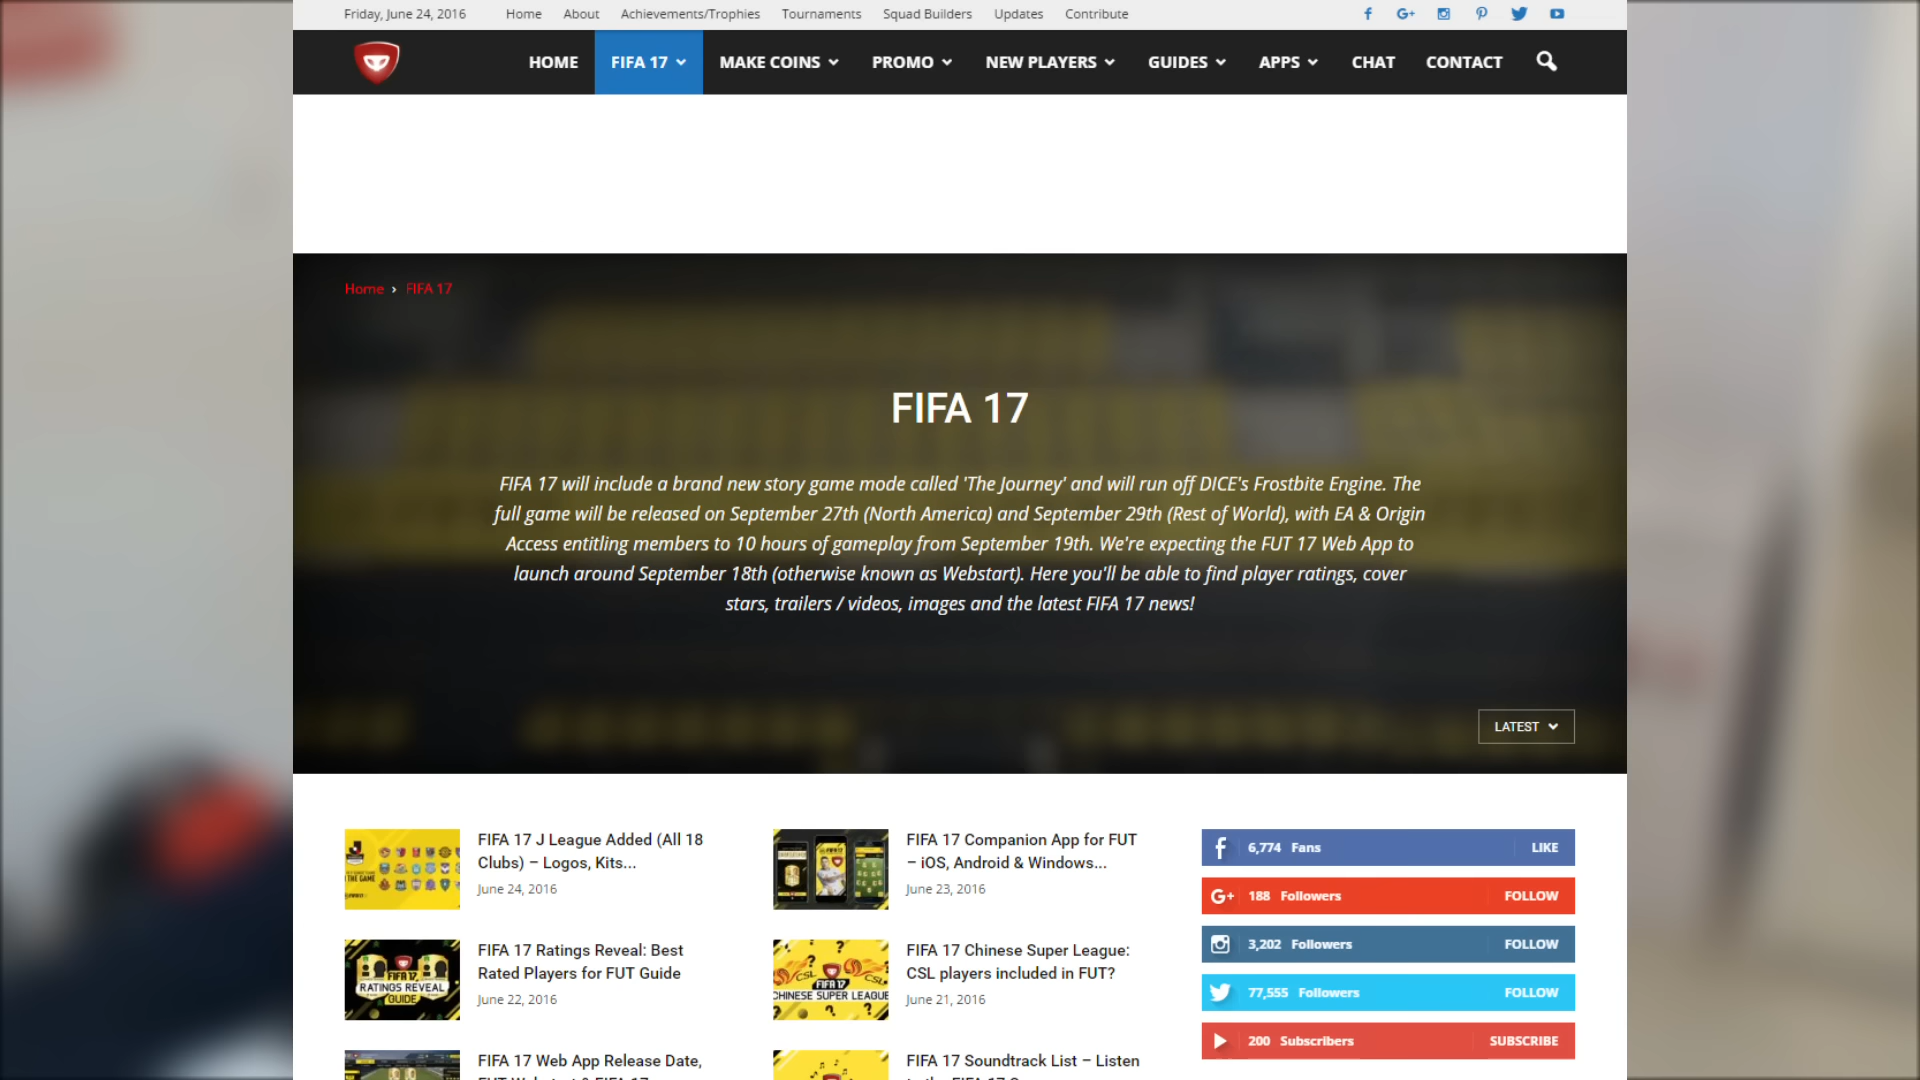 Friday, June 24, 2016 Home About Achievements/Trophies Tournaments Squad Builders Updates Contribute
HOME FIFA 17 MAKE COINS PROMO NEW PLAYERS GUIDES APPS CHAT CONTACT
Home › FIFA 17
FIFA 17
FIFA 17 will include a brand new story game mode called 'The Journey' and will run off DICE's Frostbite Engine. The
full game will be released on September 27th (North America) and September 29th (Rest of World), with EA & Origin
Access entitling members to 10 hours of gameplay from September 19th. We're expecting the FUT 17 Web App to
launch around September 18th (otherwise known as Webstart). Here you'll be able to find player ratings, cover
stars, trailers / videos, images and the latest FIFA 17 news!
LATEST
THE GAME
FIFA 17 J League Added (All 18
Clubs) – Logos, Kits...
June 24, 2016
FIFA 17 Companion App for FUT
– iOS, Android & Windows...
June 23, 2016
6,774 Fans LIKE
188 Followers FOLLOW
FIFA 17
RATINGS REVEAL
GUIDE
FIFA 17 Ratings Reveal: Best
Rated Players for FUT Guide
June 22, 2016
CSL CSL
FIFA 17
CHINESE SUPER LEAGUE
FIFA 17 Chinese Super League:
CSL players included in FUT?
June 21, 2016
3,202 Followers FOLLOW
77,555 Followers FOLLOW
200 Subscribers SUBSCRIBE
FIFA 17 Web App Release Date,
FIFA 17 Soundtrack List – Listen